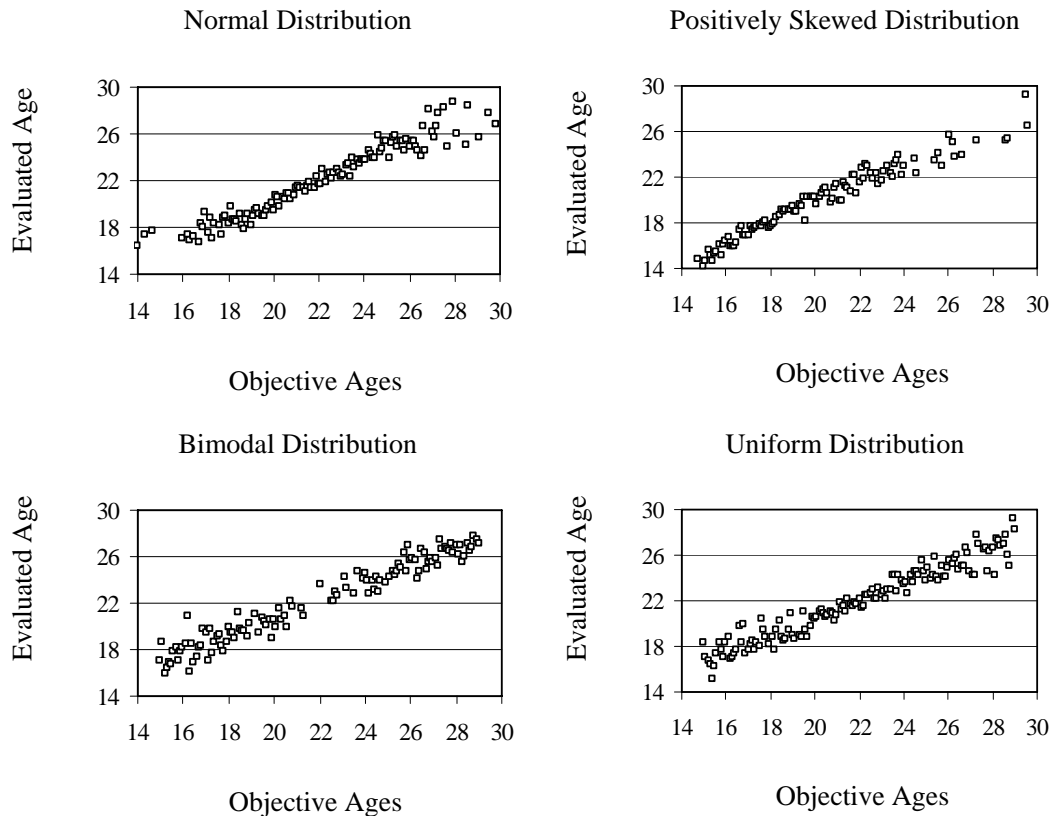 Normal Distribution
Evaluated Age
30
26
22
18
14
14 16 18 20 22 24 26 28 30
Objective Ages
Positively Skewed Distribution
Evaluated Age
30
26
22
18
14
14 16 18 20 22 24 26 28 30
Objective Ages
Bimodal Distribution
Evaluated Age
30
26
22
18
14
14 16 18 20 22 24 26 28 30
Objective Ages
Uniform Distribution
Evaluated Age
30
26
22
18
14
14 16 18 20 22 24 26 28 30
Objective Ages